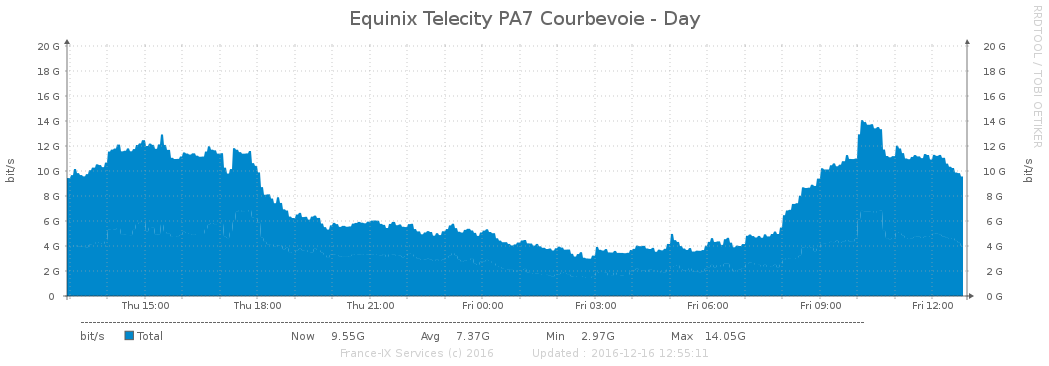 Equinix Telecity PA7 Courbevoie - Day
RRDTOOL / TOBI OETIKER
bit/s
bit/s
20 G 20 G
18 G 18 G
16 G 16 G
14 G 14 G
12 G 12 G
10 G 10 G
8 G 8 G
6 G 6 G
4 G 4 G
2 G 2 G
0 0 G
Thu 15:00 Thu 18:00 Thu 21:00 Fri 00:00 Fri 03:00 Fri 06:00 Fri 09:00 Fri 12:00
bit/s Total Now 9.55G Avg 7.37G Min 2.97G Max 14.05G
France-IX Services (c) 2016 Updated : 2016-12-16 12:55:11